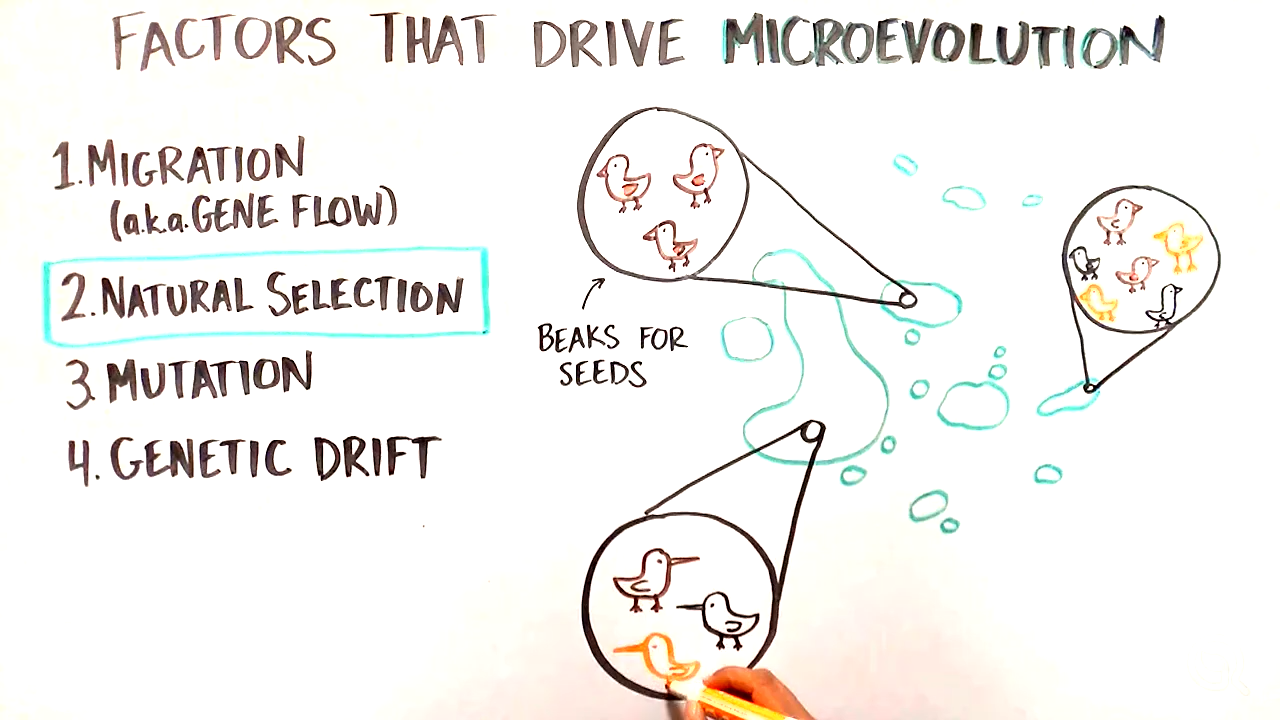 FACTORS THAT DRIVE MICROEVOLUTION
1. MIGRATION
(a.k.a. GENE FLOW)
2. NATURAL SELECTION
3. MUTATION
4. GENETIC DRIFT
BEAKS FOR
SEEDS